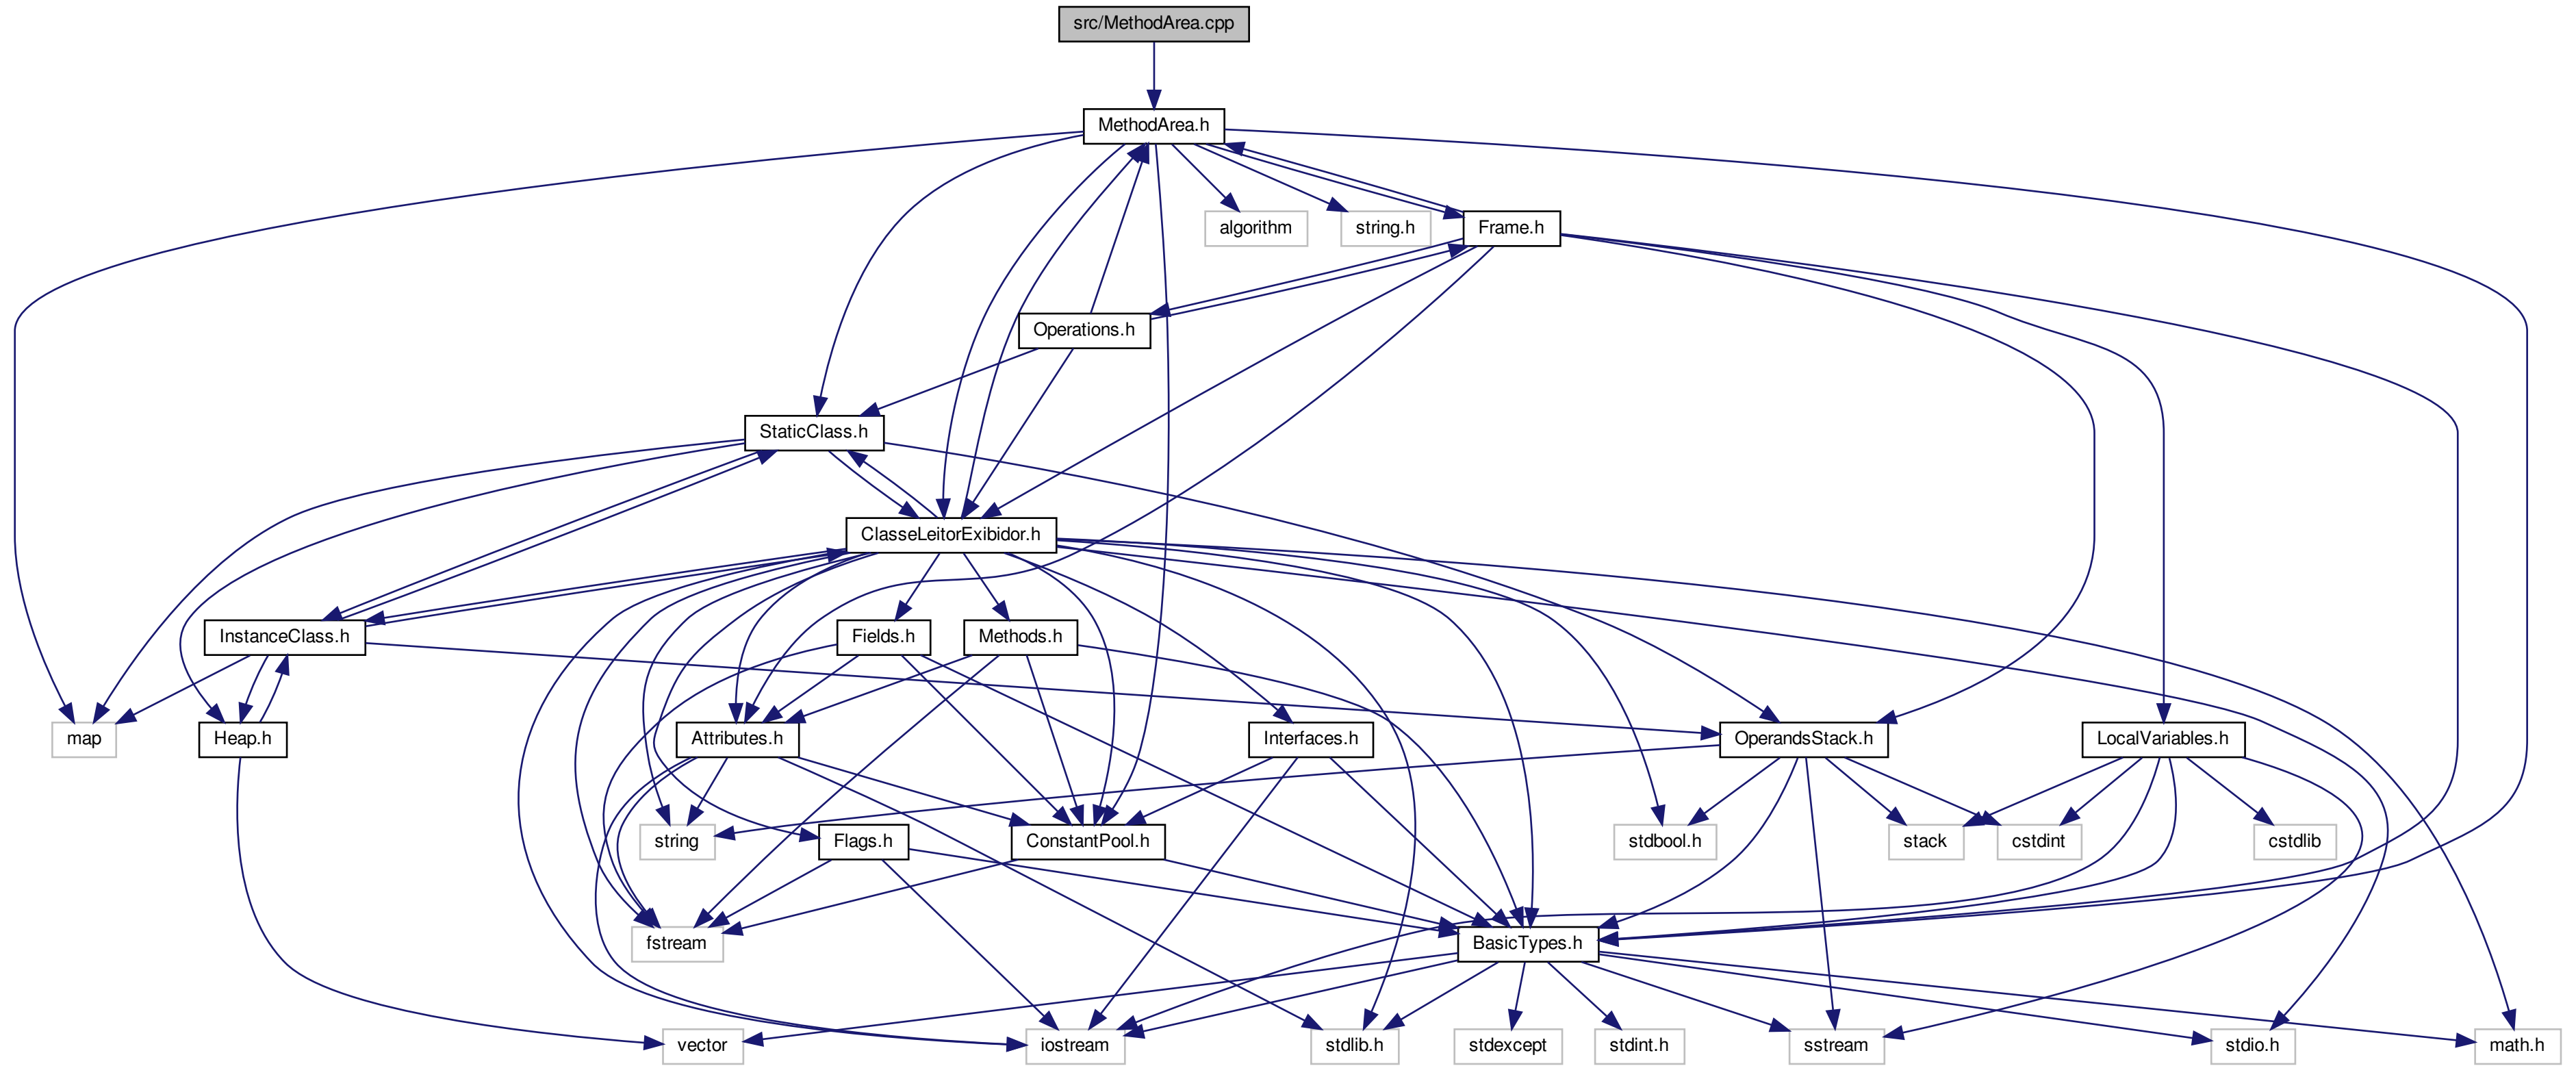 src/MethodArea.cpp
MethodArea.h
algorithm
string.h
Frame.h
Operations.h
StaticClass.h
ClasseLeitorExibidor.h
InstanceClass.h
Fields.h
Methods.h
map
Heap.h
Attributes.h
Interfaces.h
OperandsStack.h
LocalVariables.h
string
Flags.h
ConstantPool.h
stdbool.h
stack
cstdint
cstdlib
fstream
BasicTypes.h
vector
iostream
stdlib.h
stdexcept
stdint.h
sstream
stdio.h
math.h